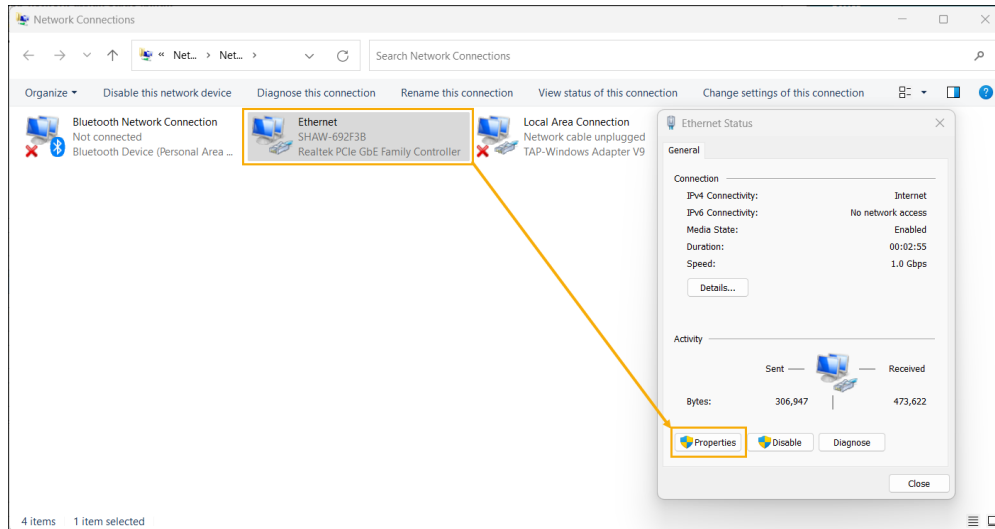 Network Connections
« Net... › Net... ›
Search Network Connections
Organize
Disable this network device
Diagnose this connection
Rename this connection
View status of this connection
Change settings of this connection
Bluetooth Network Connection
Not connected
Bluetooth Device (Personal Area ...
Ethernet
SHAW-692F3B
Realtek PCIe GbE Family Controller
Local Area Connection
Network cable unplugged
TAP-Windows Adapter V9
Ethernet Status
General
Connection
IPv4 Connectivity: Internet
IPv6 Connectivity: No network access
Media State: Enabled
Duration: 00:02:55
Speed: 1.0 Gbps
Details...
Activity
Sent — Received
Bytes: 306,947 473,622
Properties
Disable
Diagnose
Close
4 items
1 item selected